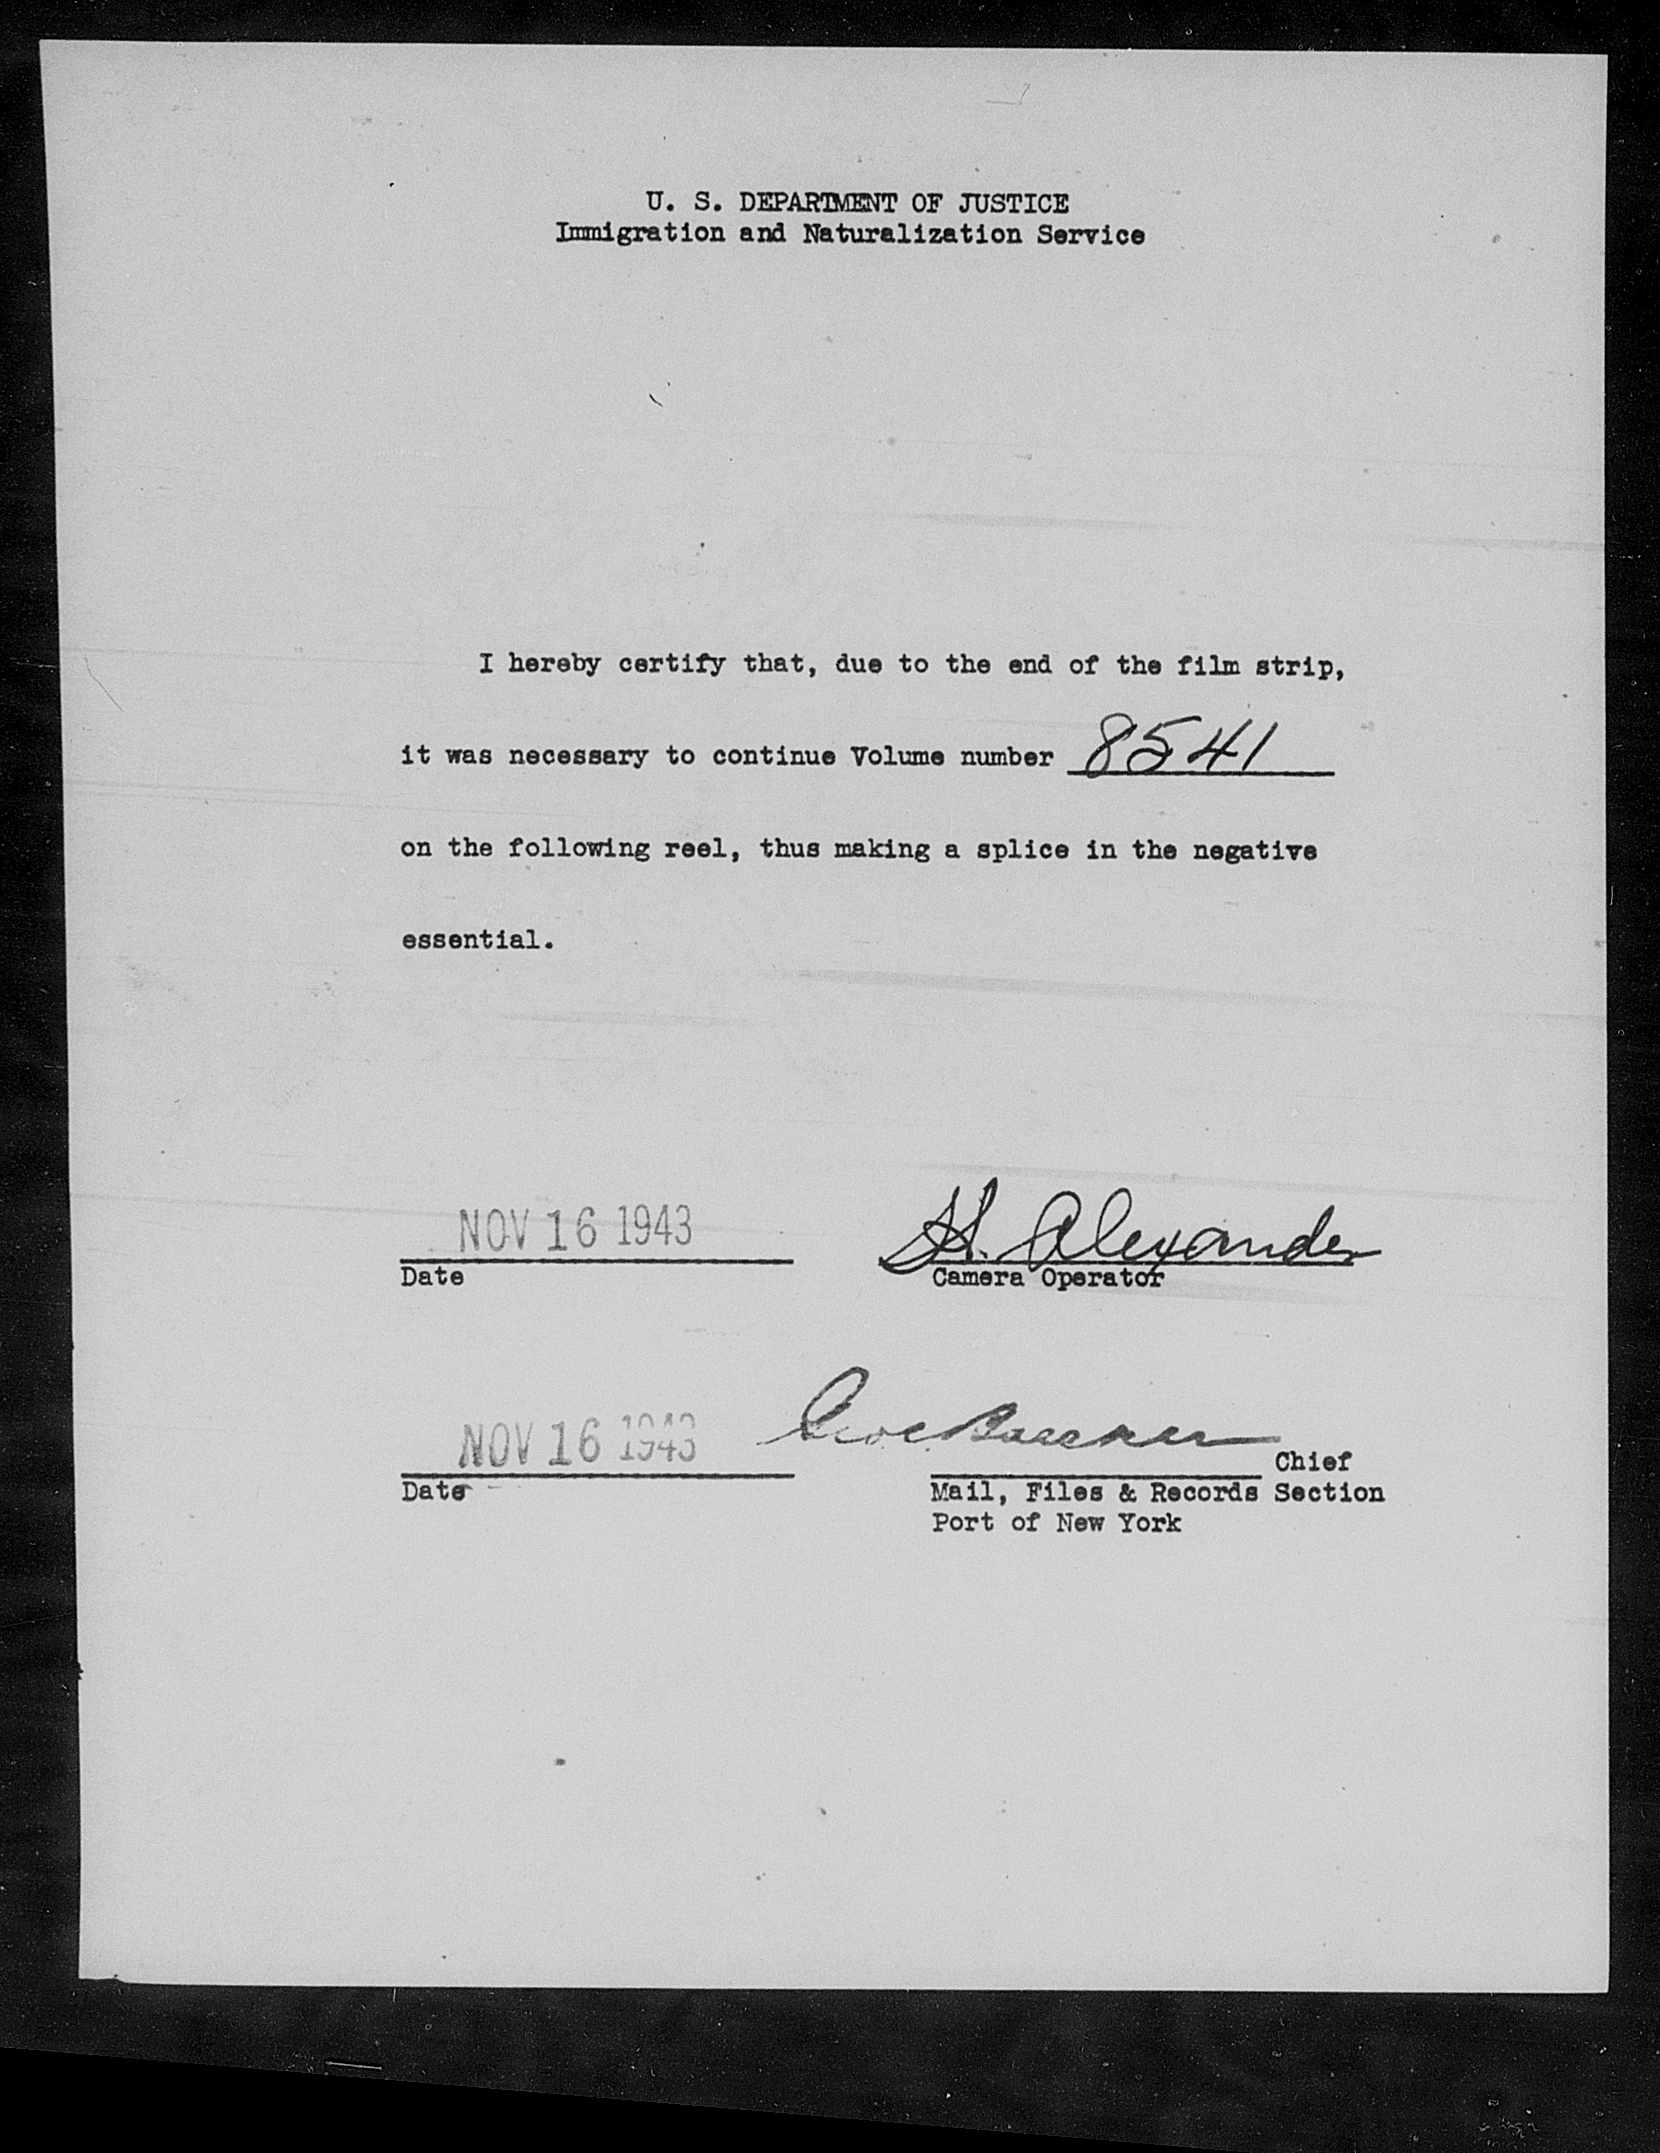 U. S. DEPARTMENT OF JUSTICE
Immigration and Naturalization Service
I hereby certify that, due to the end of the film strip,
it was necessary to continue Volume number 8541
on the following reel, thus making a splice in the negative
essential.
NOV 16 1943
H. Alexander
Date
Camera Operator
NOV 16 1943
Chief
Date
Mail, Files & Records Section
Port of New York